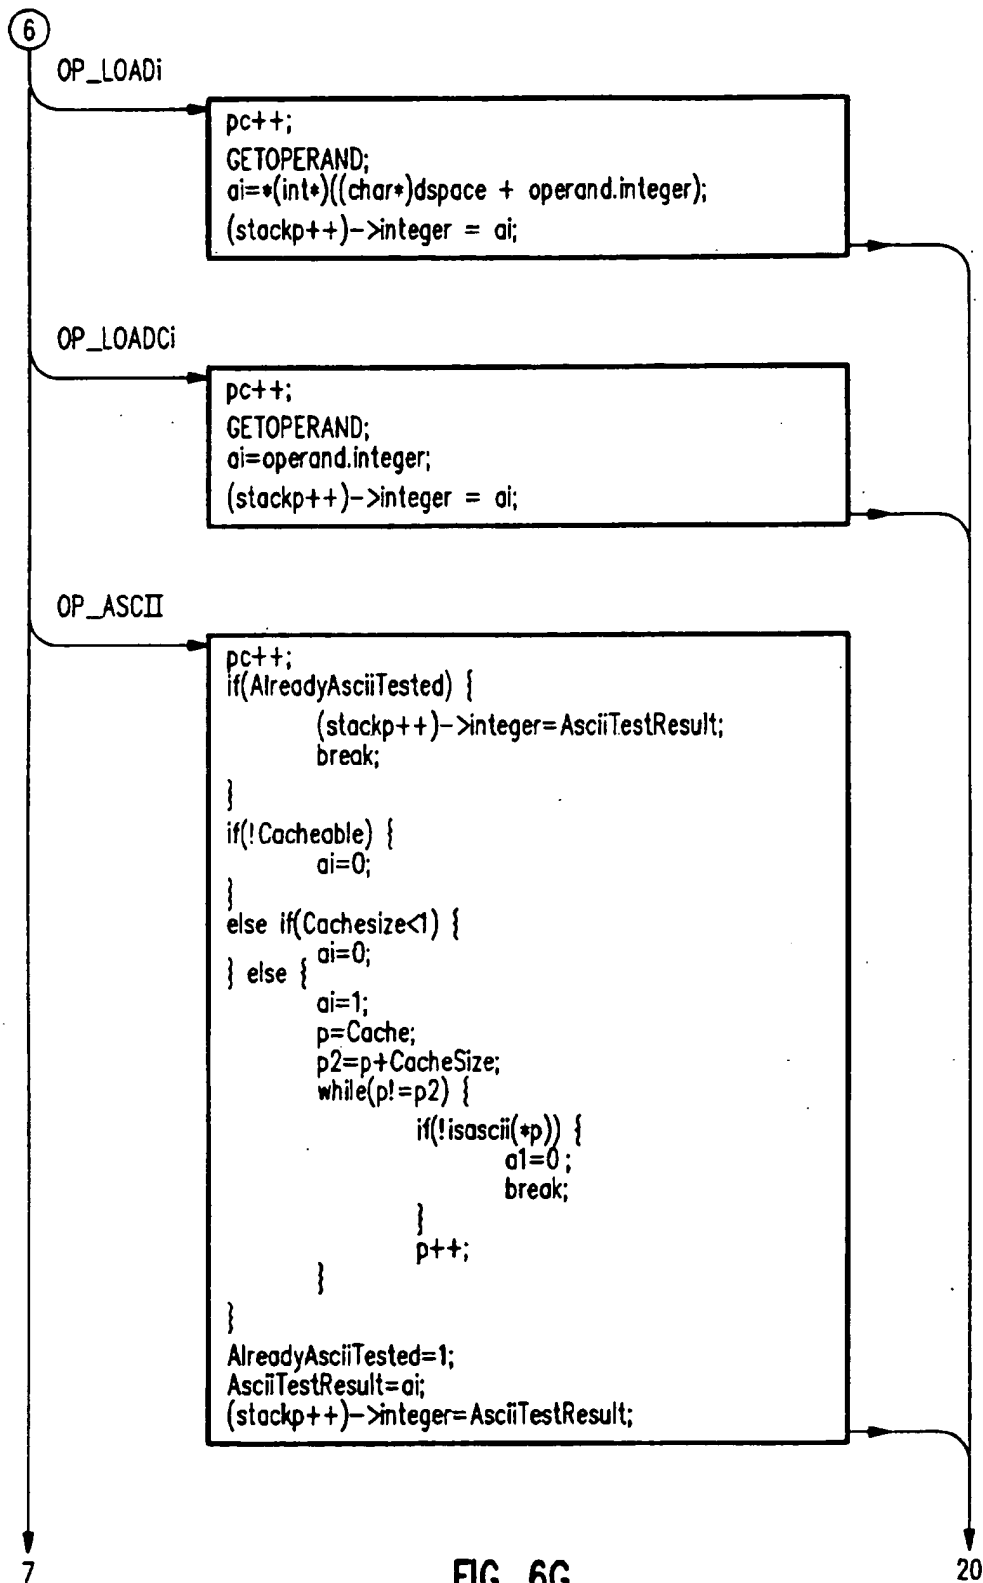 6
OP_LOADi
pc++;
GETOPERAND;
ai=*(int*)((char*)dspace + operand.integer);
(stackp++)->integer = ai;
OP_LOADCi
pc++;
GETOPERAND;
ai=operand.integer;
(stackp++)->integer = ai;
OP_ASCII
pc++;
if(AlreadyAsciiTested) {
(stackp++)->integer=AsciiTestResult;
break;
}
if(!Cacheable) {
ai=0;
}
else if(Cachesize<1) {
ai=0;
} else {
ai=1;
p=Cache;
p2=p+CacheSize;
while(p!=p2) {
if(!isascii(*p)) {
a1=0;
break;
}
p++;
}
}
AlreadyAsciiTested=1;
AsciiTestResult=ai;
(stackp++)->integer=AsciiTestResult;
7
FIG. 6G
20